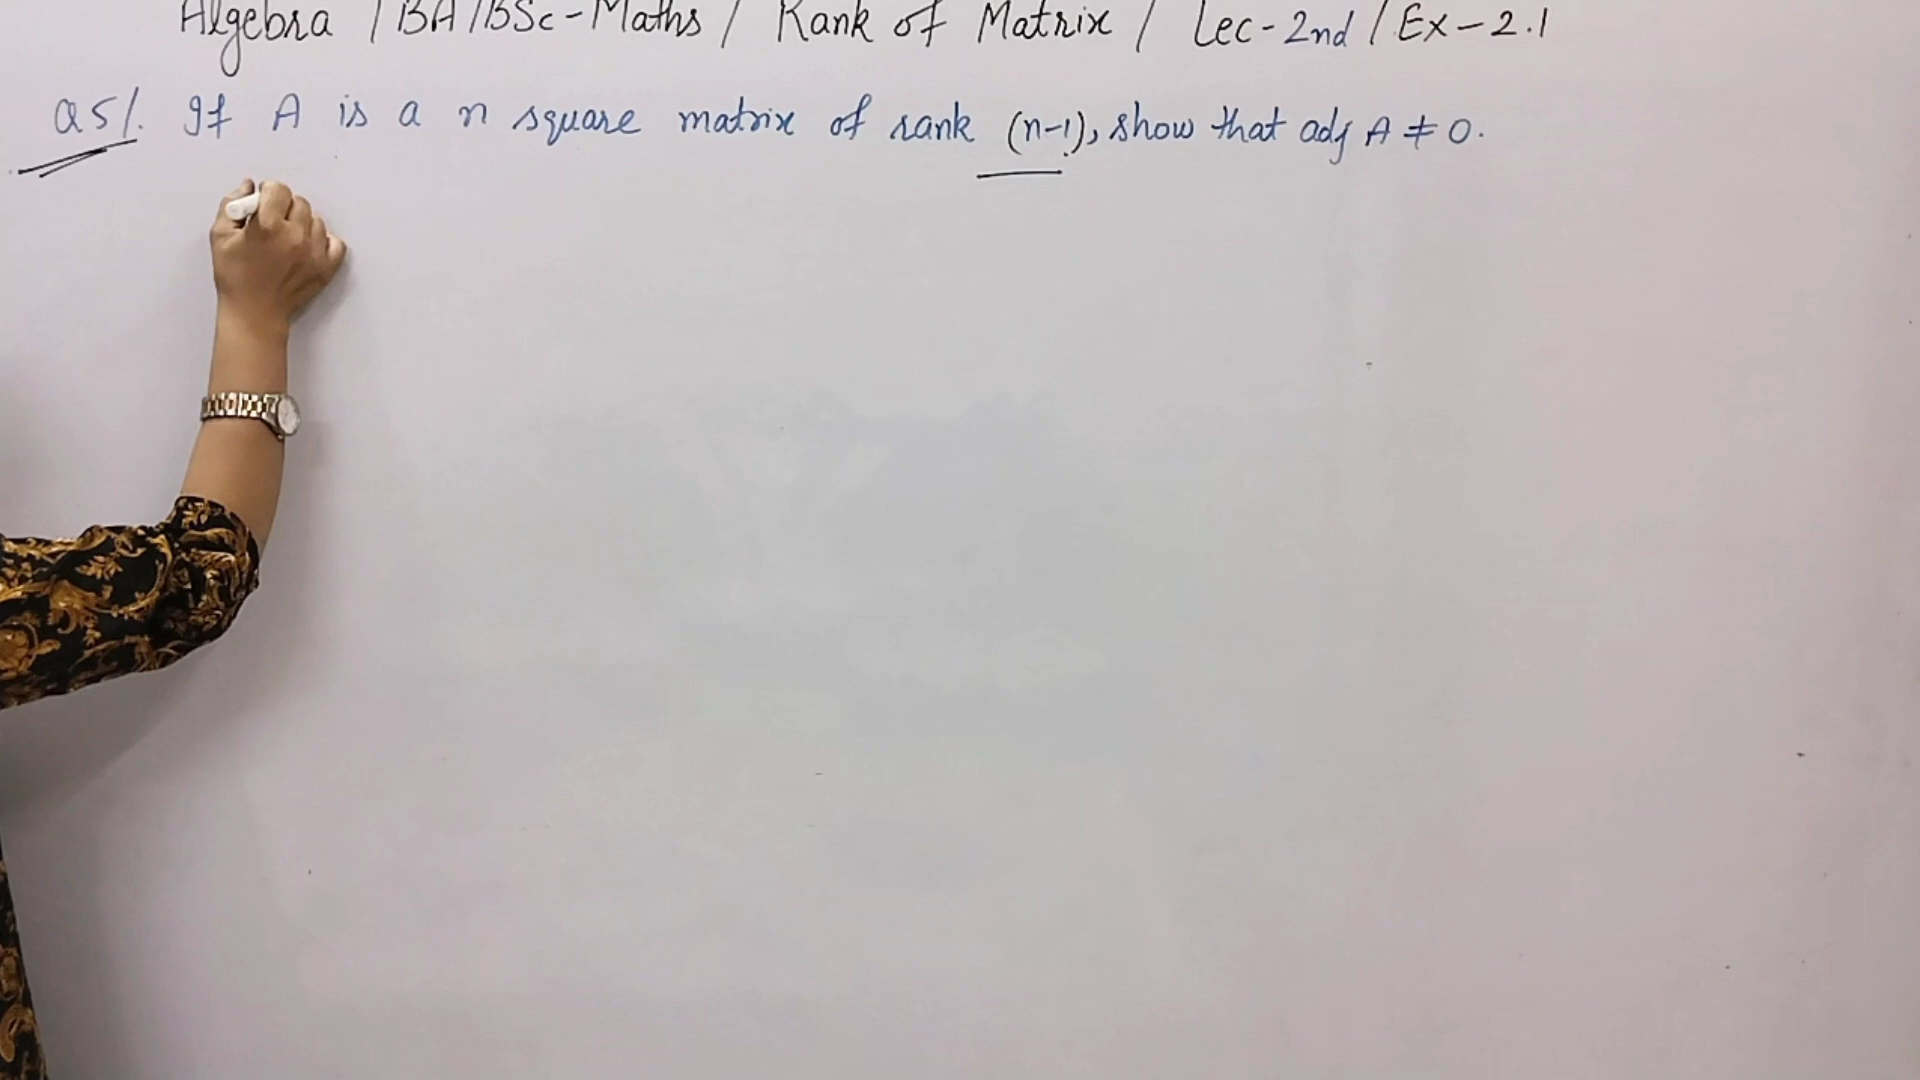 Algebra / BA/BSc-Maths / Rank of Matrix / Lec-2nd / Ex-2.1
Q5/. If A is a n square matrix of rank (n-1), show that adj A ≠ 0.